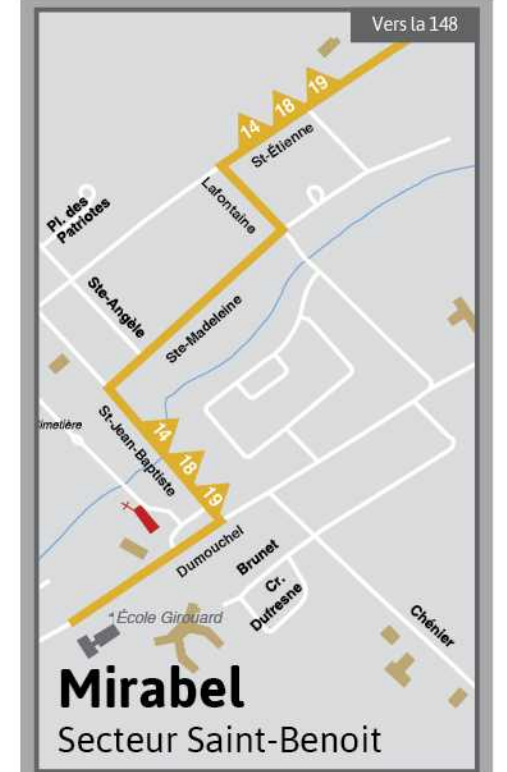 Vers la 148
19
18
14
St-Étienne
Lafontaine
Pl. des
Patriotes
Ste-Angèle
Ste-Madeleine
imetière
14
18
19
St-Jean-Baptiste
Dumouchel
Brunet
Cr.
Dufresne
Chénier
*École Girouard
Mirabel
Secteur Saint-Benoit